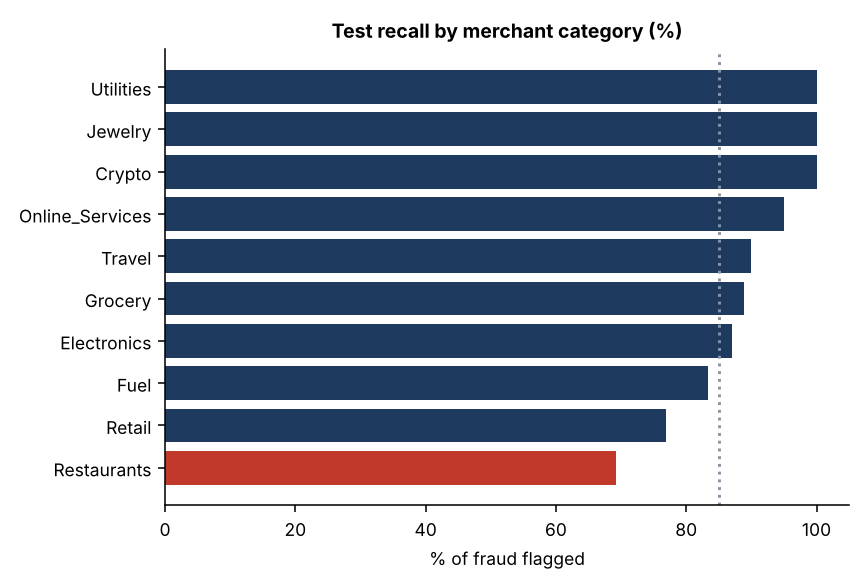 Test recall by merchant category (%)
Utilities
Jewelry
Crypto
Online_Services
Travel
Grocery
Electronics
Fuel
Retail
Restaurants
0 20 40 60 80 100
% of fraud flagged